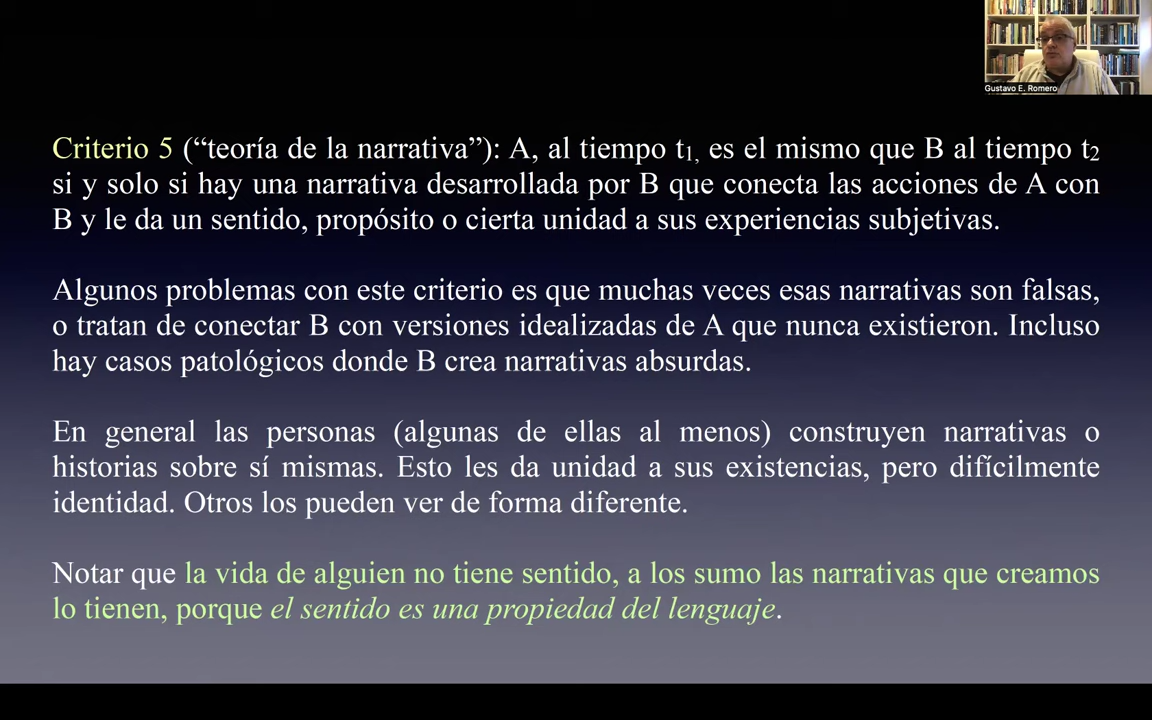 Gustavo E. Romero
Criterio 5 (“teoría de la narrativa”): A, al tiempo t1, es el mismo que B al tiempo t2
si y solo si hay una narrativa desarrollada por B que conecta las acciones de A con
B y le da un sentido, propósito o cierta unidad a sus experiencias subjetivas.
Algunos problemas con este criterio es que muchas veces esas narrativas son falsas,
o tratan de conectar B con versiones idealizadas de A que nunca existieron. Incluso
hay casos patológicos donde B crea narrativas absurdas.
En general las personas (algunas de ellas al menos) construyen narrativas o
historias sobre sí mismas. Esto les da unidad a sus existencias, pero difícilmente
identidad. Otros los pueden ver de forma diferente.
Notar que la vida de alguien no tiene sentido, a los sumo las narrativas que creamos
lo tienen, porque el sentido es una propiedad del lenguaje.